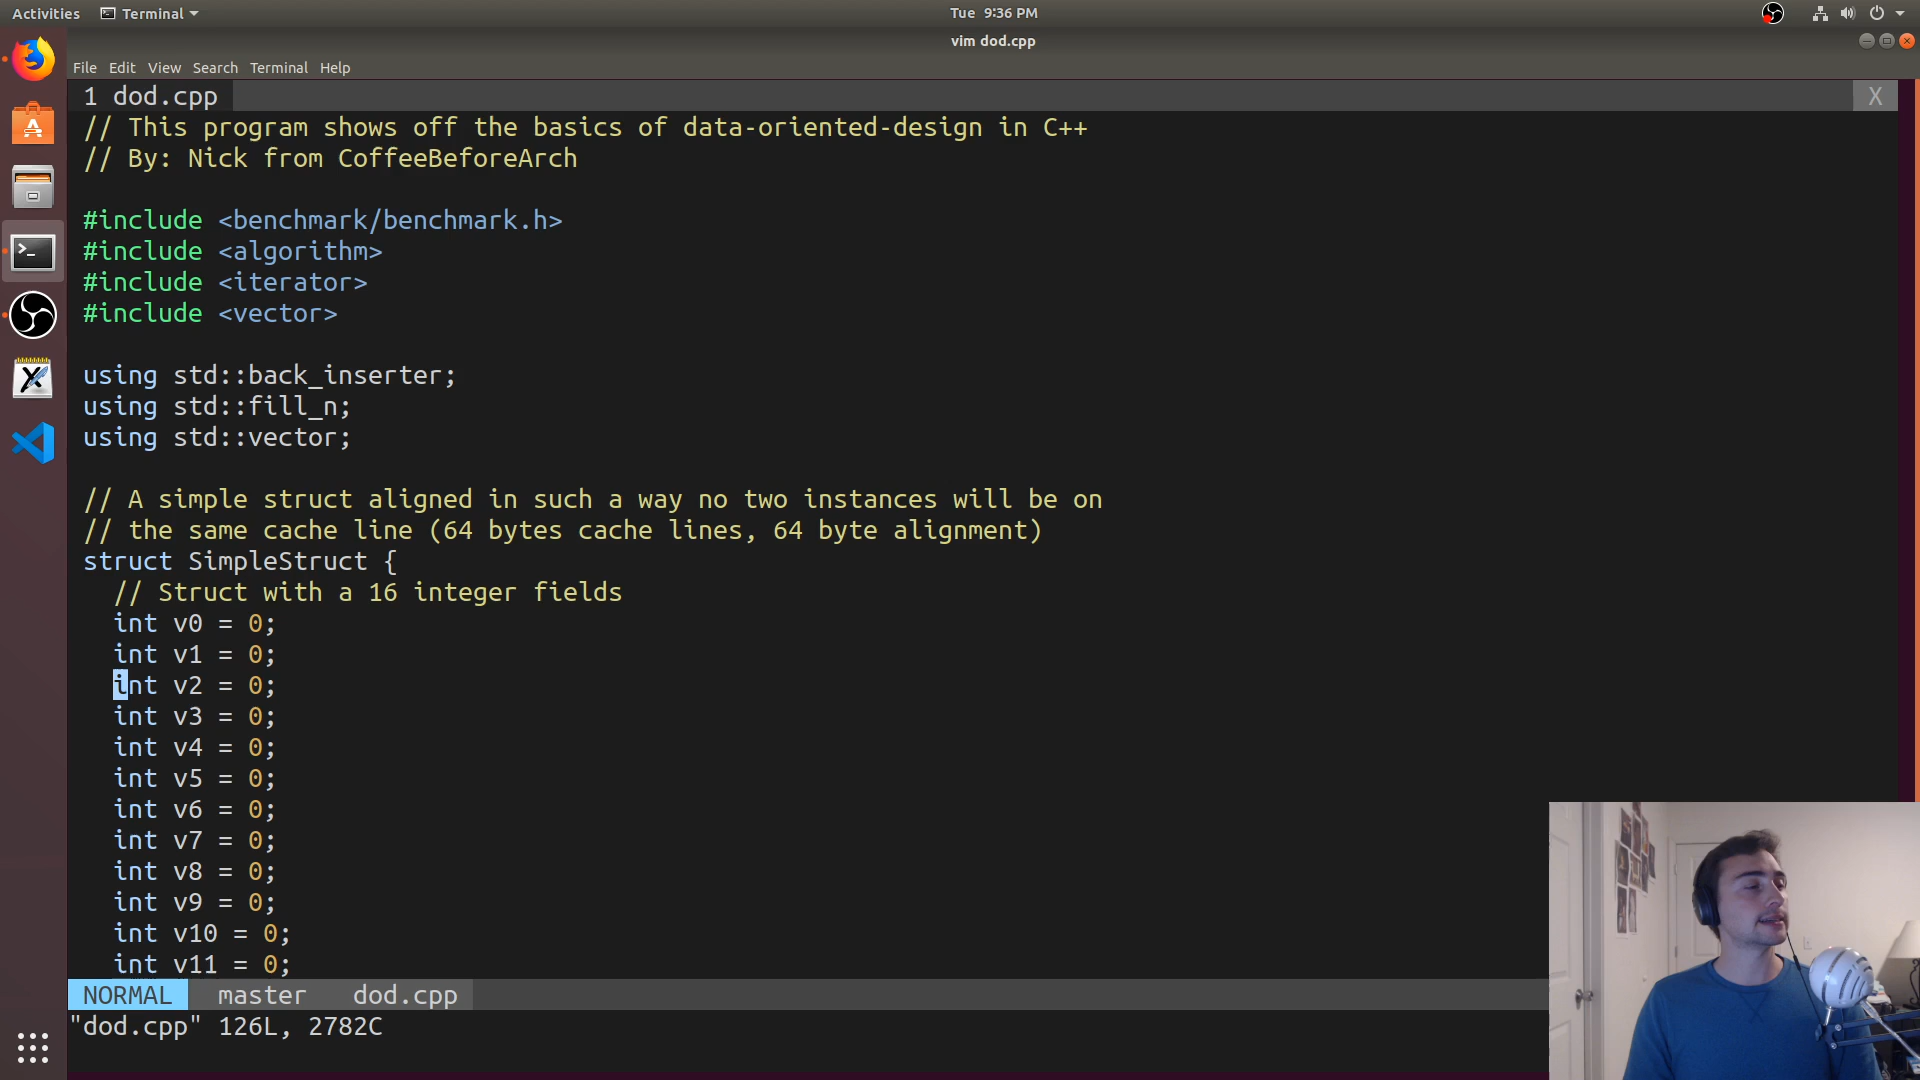 Activities Terminal Tue 9:36 PM
vim dod.cpp
File Edit View Search Terminal Help
1 dod.cpp X
// This program shows off the basics of data-oriented-design in C++
// By: Nick from CoffeeBeforeArch
#include <benchmark/benchmark.h>
#include <algorithm>
#include <iterator>
#include <vector>
using std::back_inserter;
using std::fill_n;
using std::vector;
// A simple struct aligned in such a way no two instances will be on
// the same cache line (64 bytes cache lines, 64 byte alignment)
struct SimpleStruct {
// Struct with a 16 integer fields
int v0 = 0;
int v1 = 0;
int v2 = 0;
int v3 = 0;
int v4 = 0;
int v5 = 0;
int v6 = 0;
int v7 = 0;
int v8 = 0;
int v9 = 0;
int v10 = 0;
int v11 = 0;
NORMAL master dod.cpp
"dod.cpp" 126L, 2782C